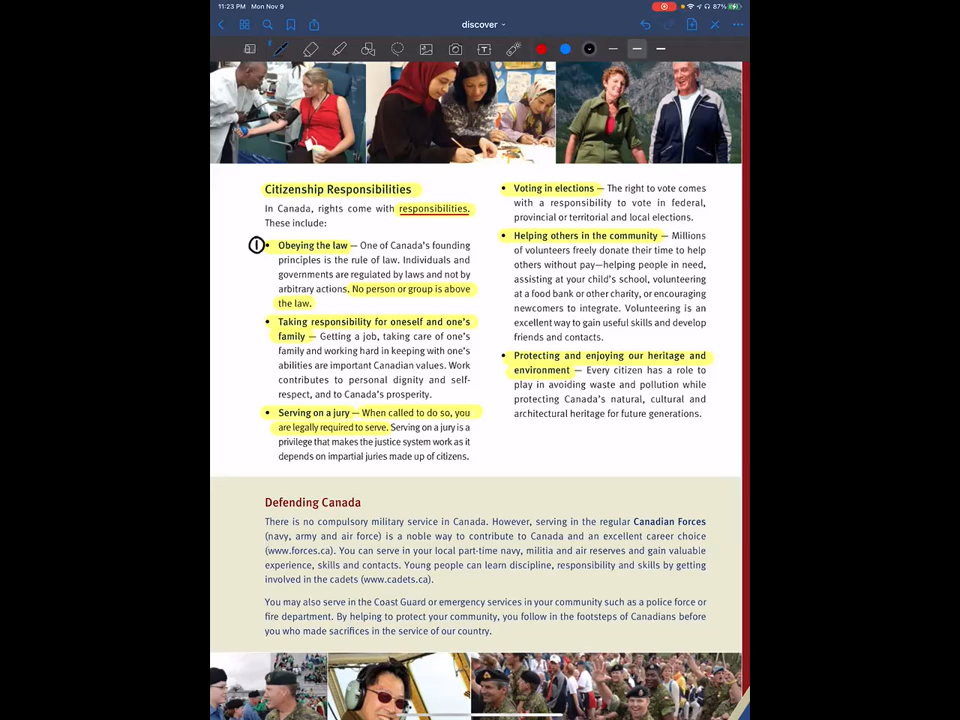 11:23 PM Mon Nov 9
87%
discover
Citizenship Responsibilities
In Canada, rights come with responsibilities.
These include:
1
• Obeying the law — One of Canada's founding
principles is the rule of law. Individuals and
governments are regulated by laws and not by
arbitrary actions. No person or group is above
the law.
• Taking responsibility for oneself and one's
family — Getting a job, taking care of one's
family and working hard in keeping with one's
abilities are important Canadian values. Work
contributes to personal dignity and self-
respect, and to Canada's prosperity.
• Serving on a jury — When called to do so, you
are legally required to serve. Serving on a jury is a
privilege that makes the justice system work as it
depends on impartial juries made up of citizens.
• Voting in elections — The right to vote comes
with a responsibility to vote in federal,
provincial or territorial and local elections.
• Helping others in the community — Millions
of volunteers freely donate their time to help
others without pay—helping people in need,
assisting at your child's school, volunteering
at a food bank or other charity, or encouraging
newcomers to integrate. Volunteering is an
excellent way to gain useful skills and develop
friends and contacts.
• Protecting and enjoying our heritage and
environment — Every citizen has a role to
play in avoiding waste and pollution while
protecting Canada's natural, cultural and
architectural heritage for future generations.
Defending Canada
There is no compulsory military service in Canada. However, serving in the regular Canadian Forces
(navy, army and air force) is a noble way to contribute to Canada and an excellent career choice
(www.forces.ca). You can serve in your local part-time navy, militia and air reserves and gain valuable
experience, skills and contacts. Young people can learn discipline, responsibility and skills by getting
involved in the cadets (www.cadets.ca).
You may also serve in the Coast Guard or emergency services in your community such as a police force or
fire department. By helping to protect your community, you follow in the footsteps of Canadians before
you who made sacrifices in the service of our country.